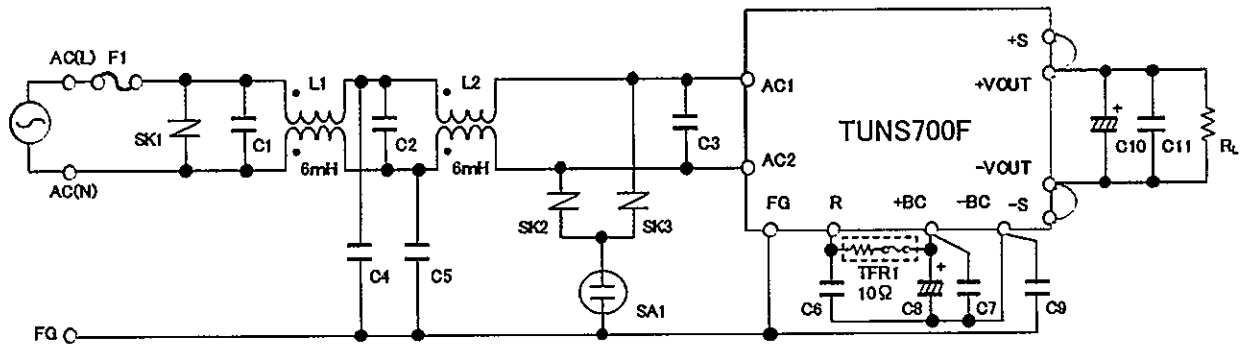 AC(L) F1
AC(N)
SK1
C1
L1
6mH
C2
L2
6mH
C3
C4
C5
SK2
SK3
SA1
FG
AC1
AC2
TUNS700F
+S
+VOUT
-VOUT
-S
FG
R
+BC
-BC
TFR1
10Ω
C6
C8
C7
C9
C10
+
C11
RL
+